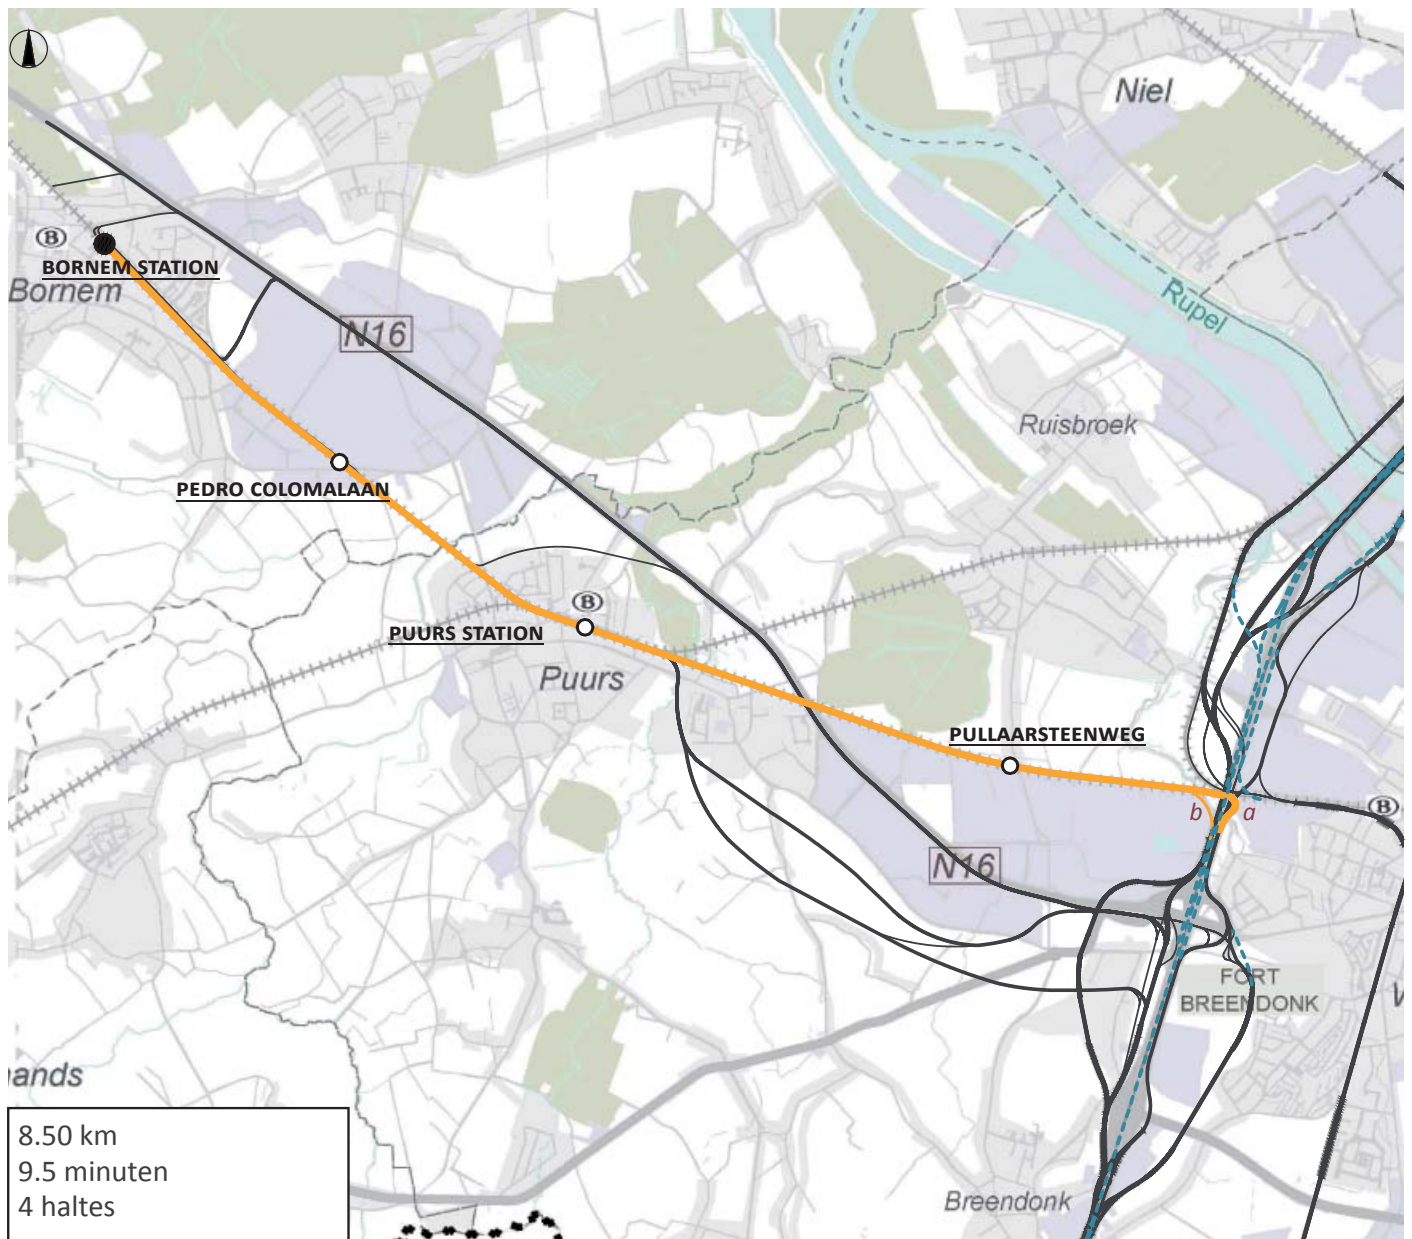 Niel
B
BORNEM STATION
Bornem
Rupel
N16
Ruisbroek
PEDRO COLOMALAAN
B
PUURS STATION
Puurs
PULLAARSTEENWEG
b
a
B
N16
FORT
BREENDONK
ands
8.50 km
9.5 minuten
4 haltes
Breendonk